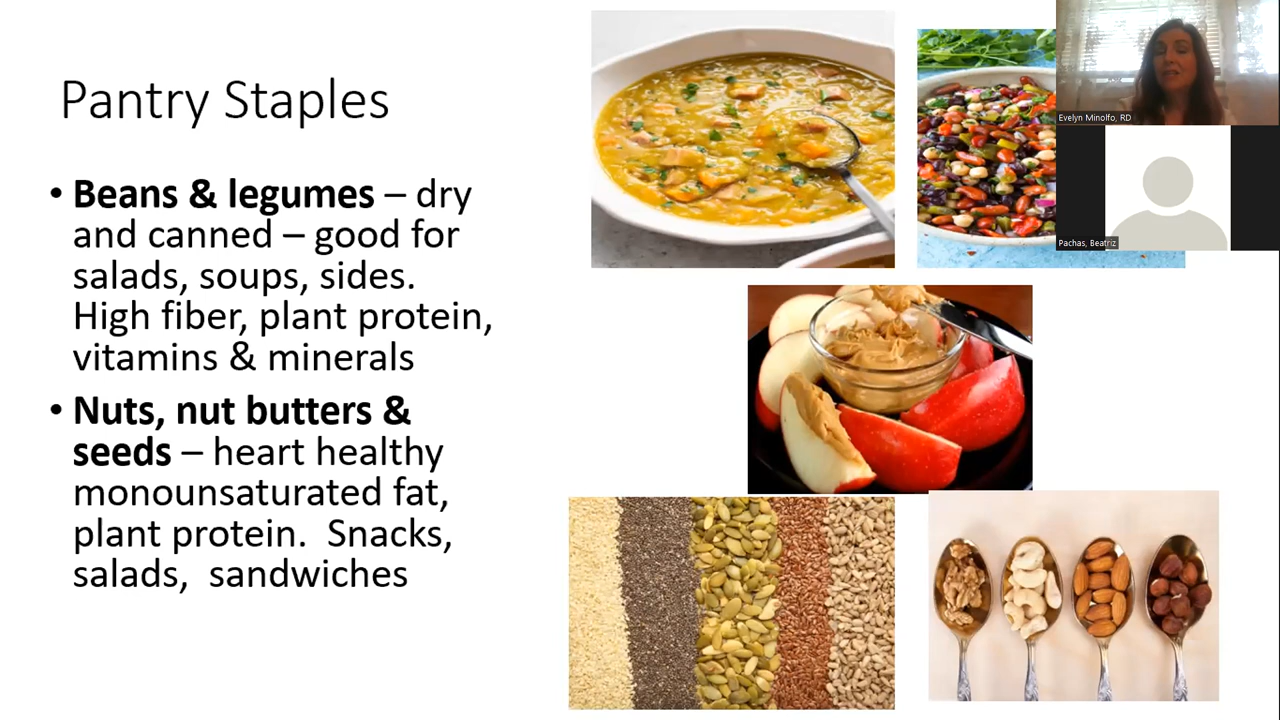 Pantry Staples
• Beans & legumes – dry
and canned – good for
salads, soups, sides.
High fiber, plant protein,
vitamins & minerals
• Nuts, nut butters &
seeds – heart healthy
monounsaturated fat,
plant protein.  Snacks,
salads,  sandwiches
Evelyn Minolfo, RD
Pachas, Beatriz